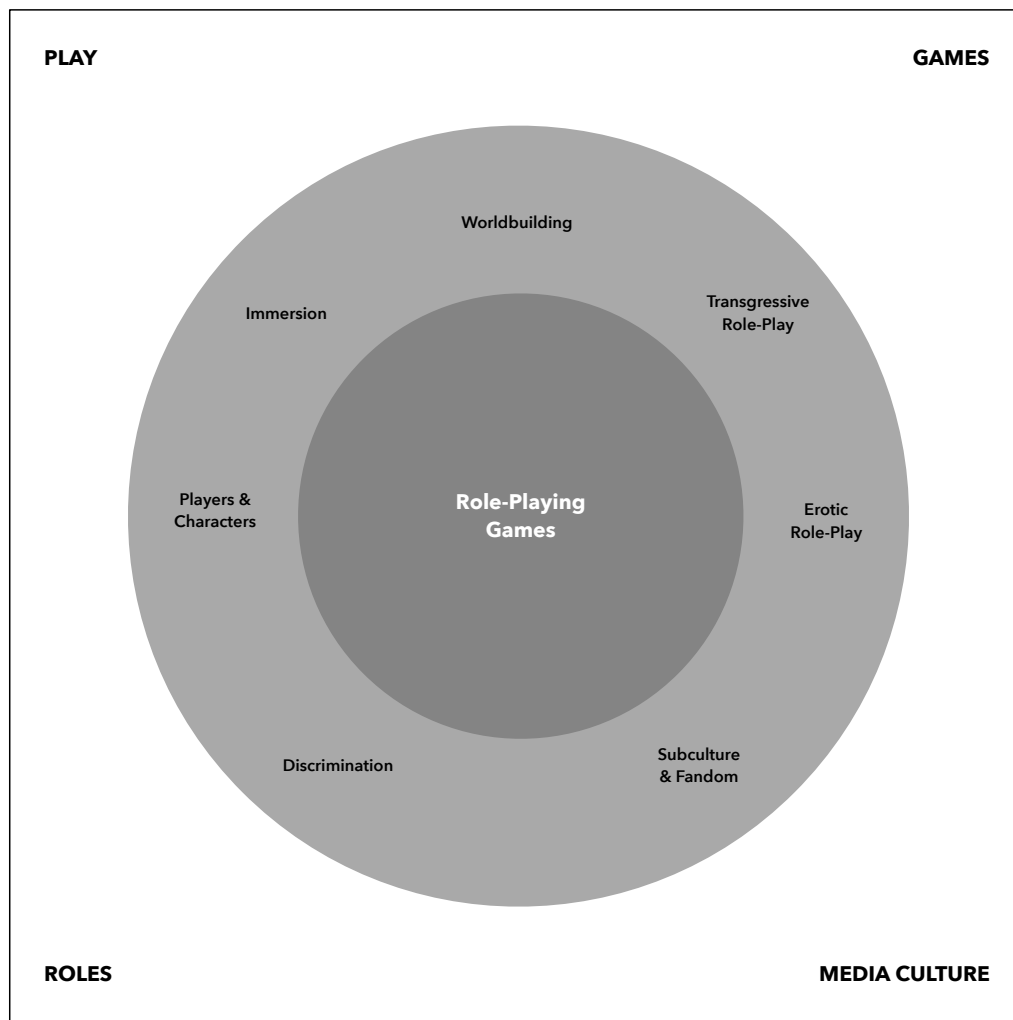 PLAY
GAMES
Worldbuilding
Immersion
Transgressive
Role-Play
Players &
Characters
Role-Playing
Games
Erotic
Role-Play
Discrimination
Subculture
& Fandom
ROLES
MEDIA CULTURE